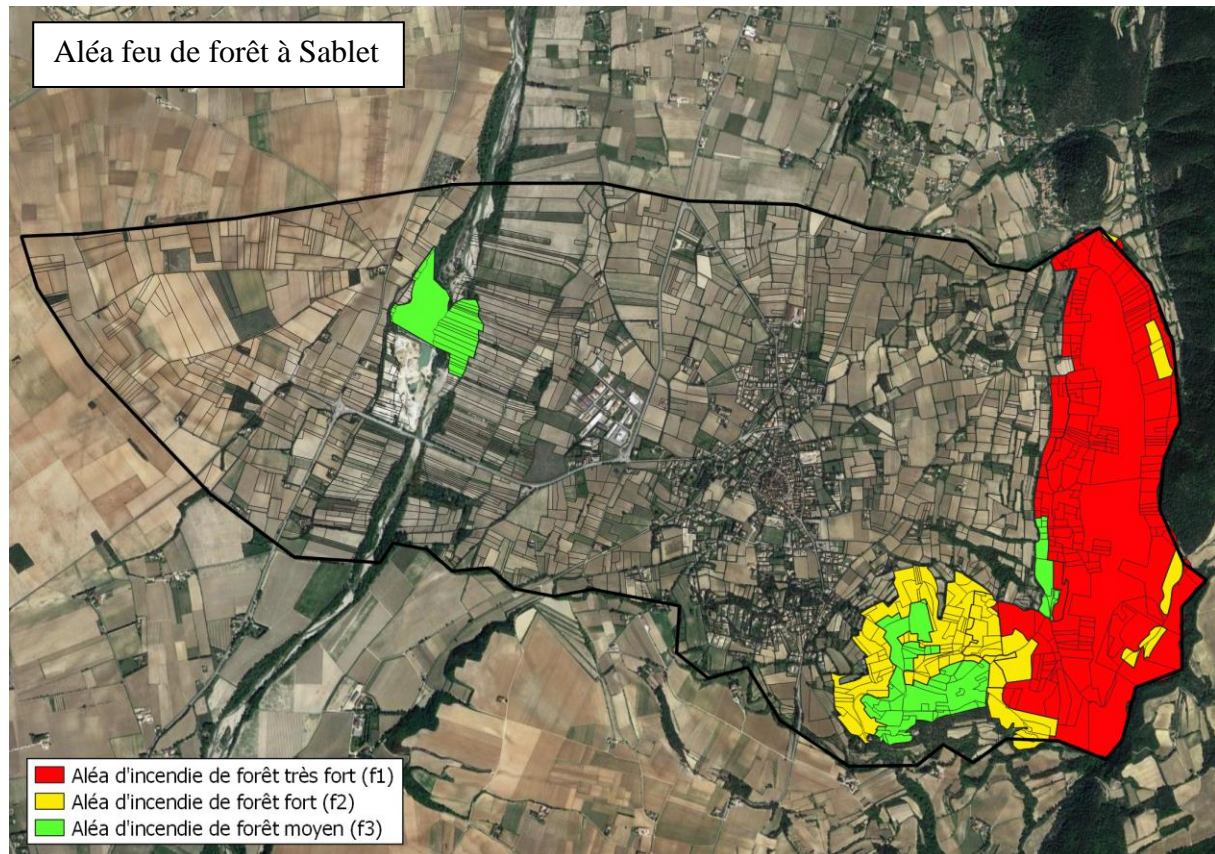 Aléa feu de forêt à Sablet
Aléa d'incendie de forêt très fort (f1)
Aléa d'incendie de forêt fort (f2)
Aléa d'incendie de forêt moyen (f3)